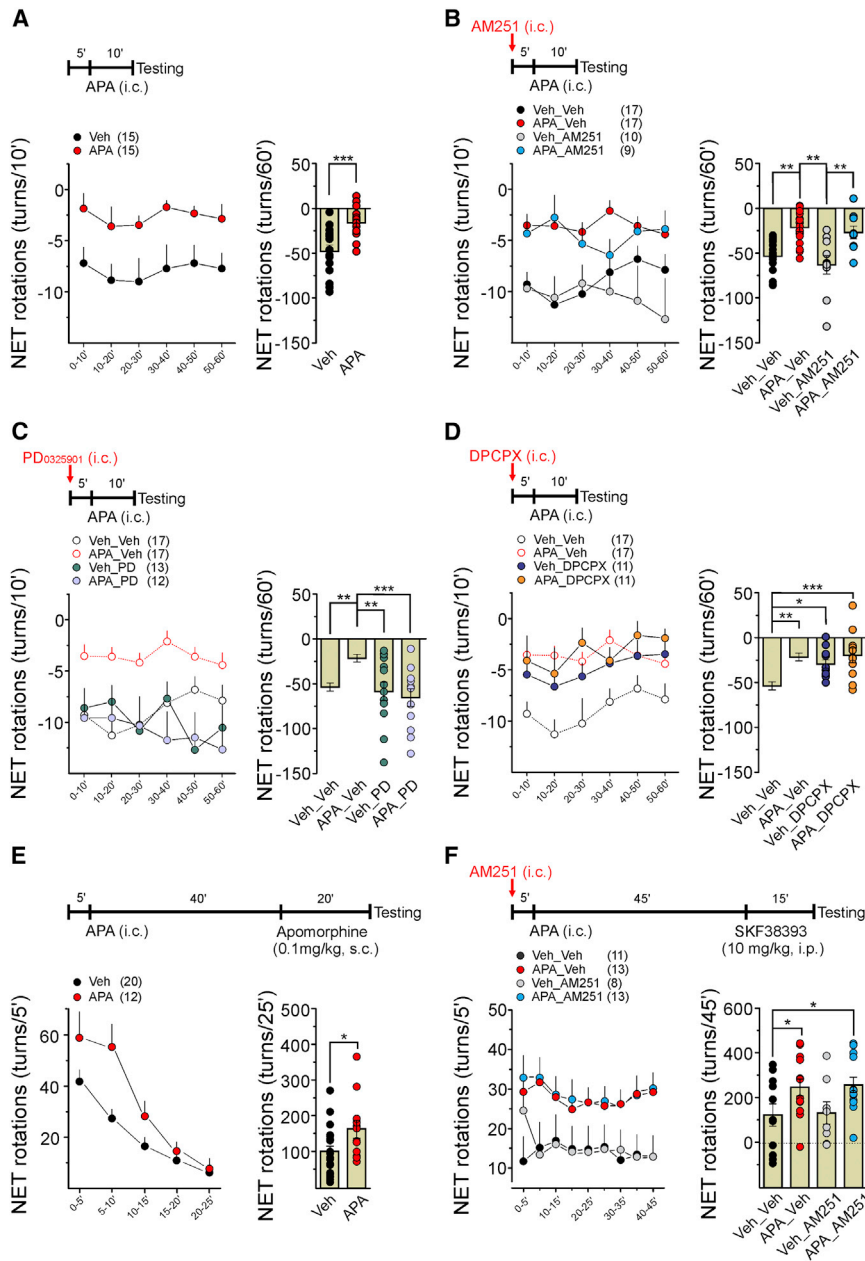 A
5' 10'
Testing
APA (i.c.)
Veh (15)
APA (15)
NET rotations (turns/10')
0
-5
-10
0-10' 10-20' 20-30' 30-40' 40-50' 50-60'
NET rotations (turns/60')
50
0
-50
-100
-150
***
Veh APA
B
AM251 (i.c.)
5' 10'
Testing
APA (i.c.)
Veh_Veh (17)
APA_Veh (17)
Veh_AM251 (10)
APA_AM251 (9)
NET rotations (turns/10')
0
-5
-10
0-10' 10-20' 20-30' 30-40' 40-50' 50-60'
NET rotations (turns/60')
50
0
-50
-100
-150
** ** **
Veh_Veh APA_Veh Veh_AM251 APA_AM251
C
PD0325901 (i.c.)
5' 10'
Testing
APA (i.c.)
Veh_Veh (17)
APA_Veh (17)
Veh_PD (13)
APA_PD (12)
NET rotations (turns/10')
0
-5
-10
0-10' 10-20' 20-30' 30-40' 40-50' 50-60'
NET rotations (turns/60')
50
0
-50
-100
-150
***
** **
Veh_Veh APA_Veh Veh_PD APA_PD
D
DPCPX (i.c.)
5' 10'
Testing
APA (i.c.)
Veh_Veh (17)
APA_Veh (17)
Veh_DPCPX (11)
APA_DPCPX (11)
NET rotations (turns/10')
0
-5
-10
0-10' 10-20' 20-30' 30-40' 40-50' 50-60'
NET rotations (turns/60')
50
0
-50
-100
-150
***
*
**
Veh_Veh APA_Veh Veh_DPCPX APA_DPCPX
E
5' 40' 20'
Testing
APA (i.c.) Apomorphine
(0.1mg/kg, s.c.)
Veh (20)
APA (12)
NET rotations (turns/5')
60
40
20
0-5' 5-10' 10-15' 15-20' 20-25'
NET rotations (turns/25')
500
400
300
200
100
*
Veh APA
F
AM251 (i.c.)
5' 45' 15'
Testing
APA (i.c.) SKF38393
(10 mg/kg, i.p.)
Veh_Veh (11)
APA_Veh (13)
Veh_AM251 (8)
APA_AM251 (13)
NET rotations (turns/5')
50
40
30
20
10
0-5' 10-15' 20-25' 30-35' 40-45'
NET rotations (turns/45')
600
400
200
0
*
*
Veh_Veh APA_Veh Veh_AM251 APA_AM251